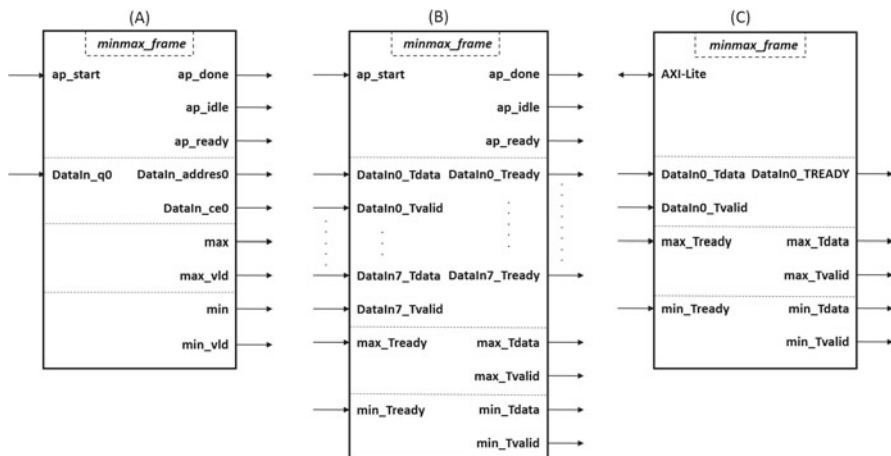 (A)
minmax_frame
ap_start ap_done
ap_idle
ap_ready
DataIn_q0 DataIn_addres0
DataIn_ce0
max
max_vld
min
min_vld
(B)
minmax_frame
ap_start ap_done
ap_idle
ap_ready
DataIn0_Tdata DataIn0_Tready
DataIn0_Tvalid
DataIn7_Tdata DataIn7_Tready
DataIn7_Tvalid
max_Tready max_Tdata
max_Tvalid
min_Tready min_Tdata
min_Tvalid
(C)
minmax_frame
AXI-Lite
DataIn0_Tdata DataIn0_TREADY
DataIn0_Tvalid
max_Tready max_Tdata
max_Tvalid
min_Tready min_Tdata
min_Tvalid